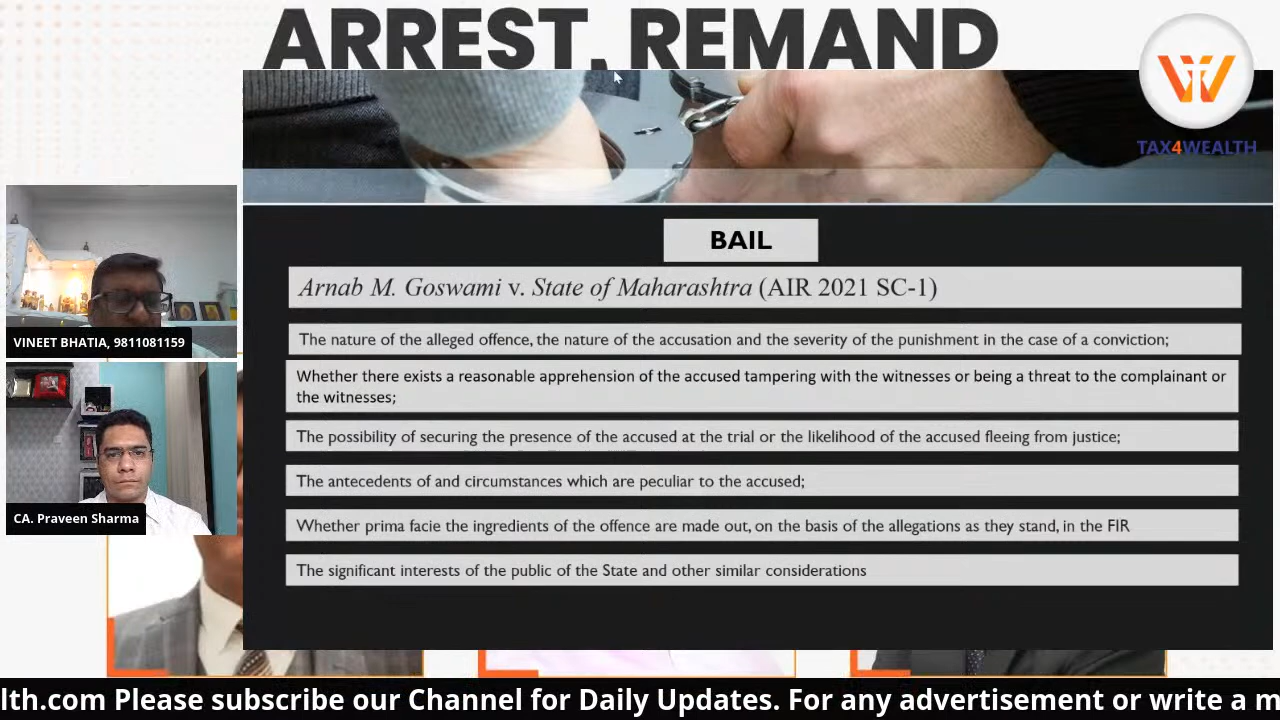 ARREST, REMAND
TAX4WEALTH
BAIL
Arnab M. Goswami v. State of Maharashtra (AIR 2021 SC-1)
The nature of the alleged offence, the nature of the accusation and the severity of the punishment in the case of a conviction;
Whether there exists a reasonable apprehension of the accused tampering with the witnesses or being a threat to the complainant or
the witnesses;
The possibility of securing the presence of the accused at the trial or the likelihood of the accused fleeing from justice;
The antecedents of and circumstances which are peculiar to the accused;
Whether prima facie the ingredients of the offence are made out, on the basis of the allegations as they stand, in the FIR
The significant interests of the public of the State and other similar considerations
VINEET BHATIA, 9811081159
CA. Praveen Sharma
lth.com Please subscribe our Channel for Daily Updates. For any advertisement or write a m